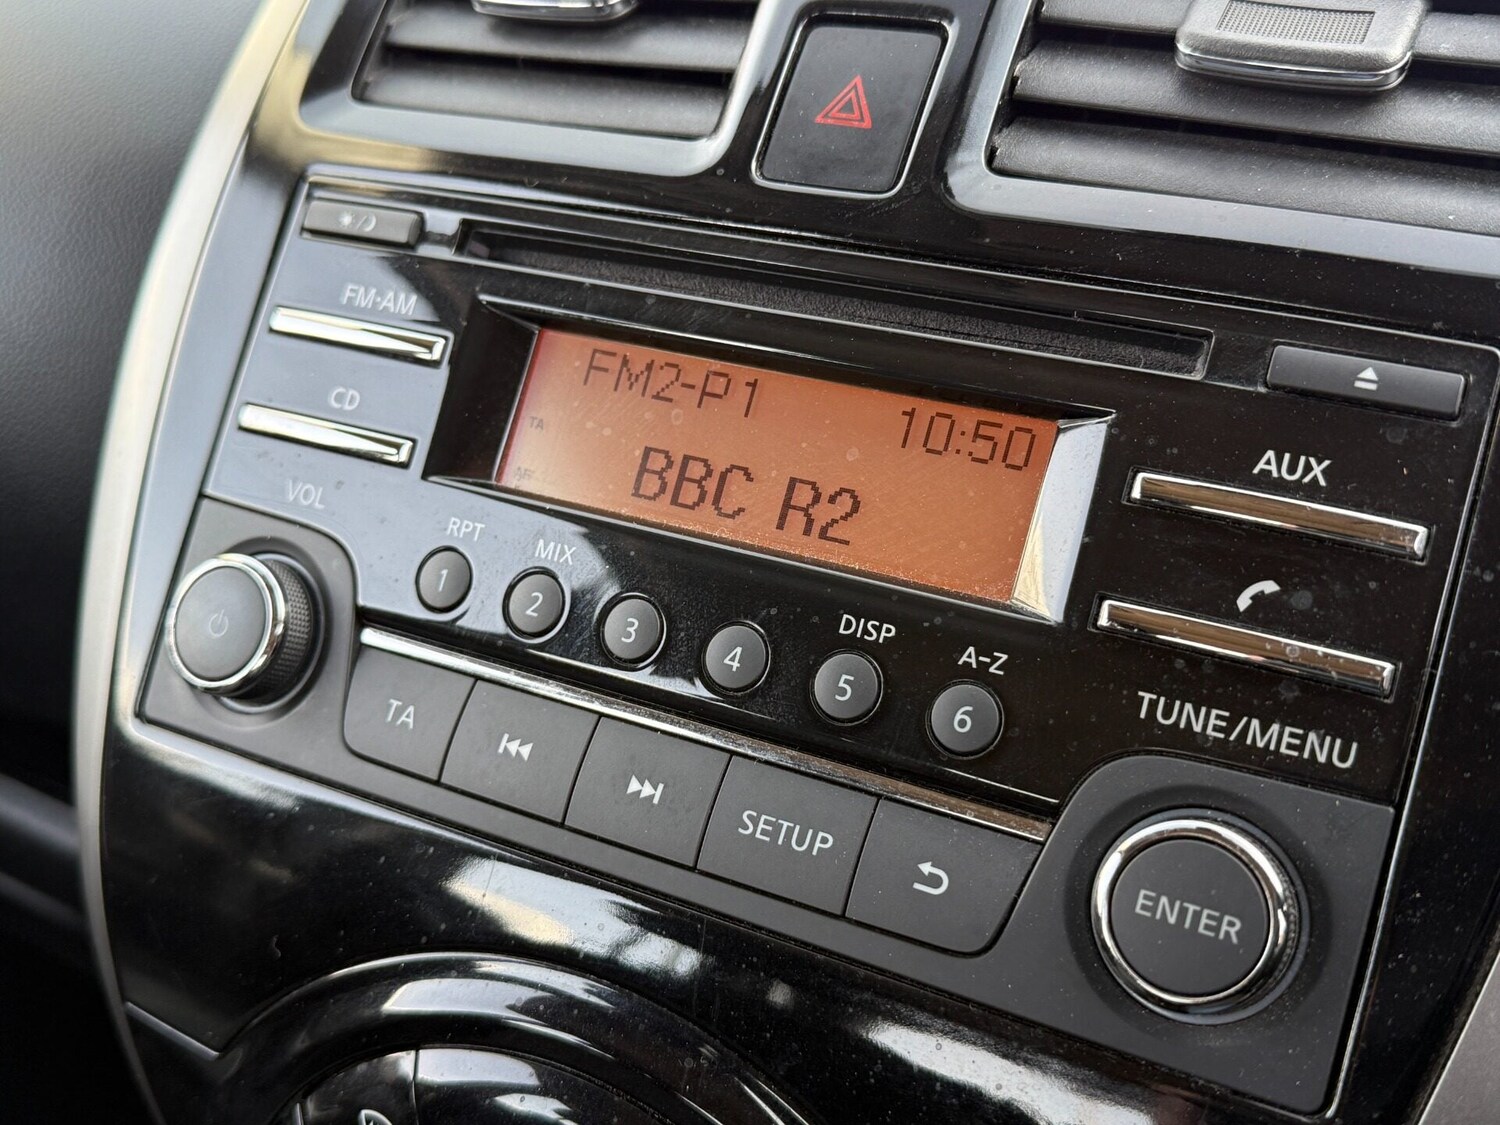 FM·AM
CD
VOL
FM2-P1
10:50
TA
BBC R2
RPT
MIX
1
2
3
4
DISP
5
A-Z
6
AUX
TUNE/MENU
TA
SETUP
ENTER